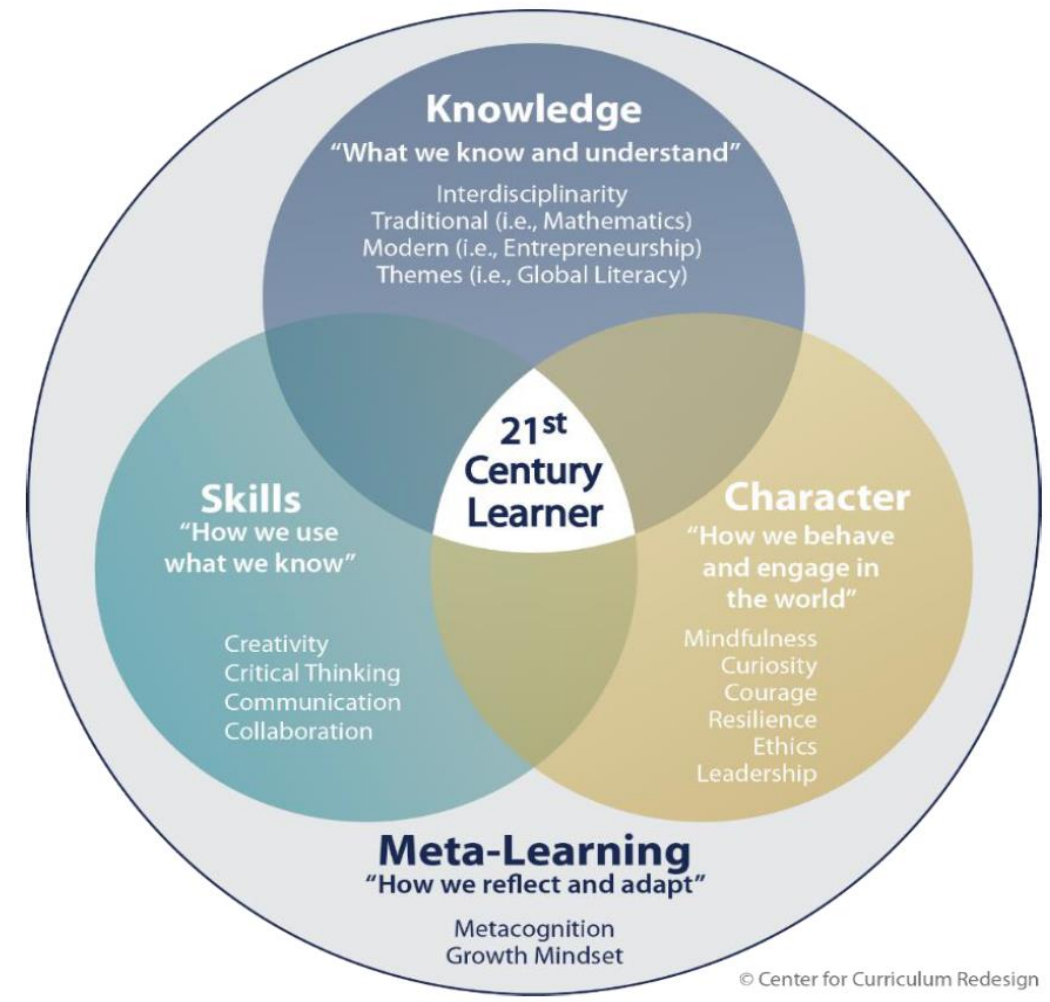 Knowledge
“What we know and understand”
Interdisciplinarity
Traditional (i.e., Mathematics)
Modern (i.e., Entrepreneurship)
Themes (i.e., Global Literacy)
21st
Century
Learner
Skills
“How we use
what we know”
Creativity
Critical Thinking
Communication
Collaboration
Character
“How we behave
and engage in
the world”
Mindfulness
Curiosity
Courage
Resilience
Ethics
Leadership
Meta-Learning
“How we reflect and adapt”
Metacognition
Growth Mindset
© Center for Curriculum Redesign